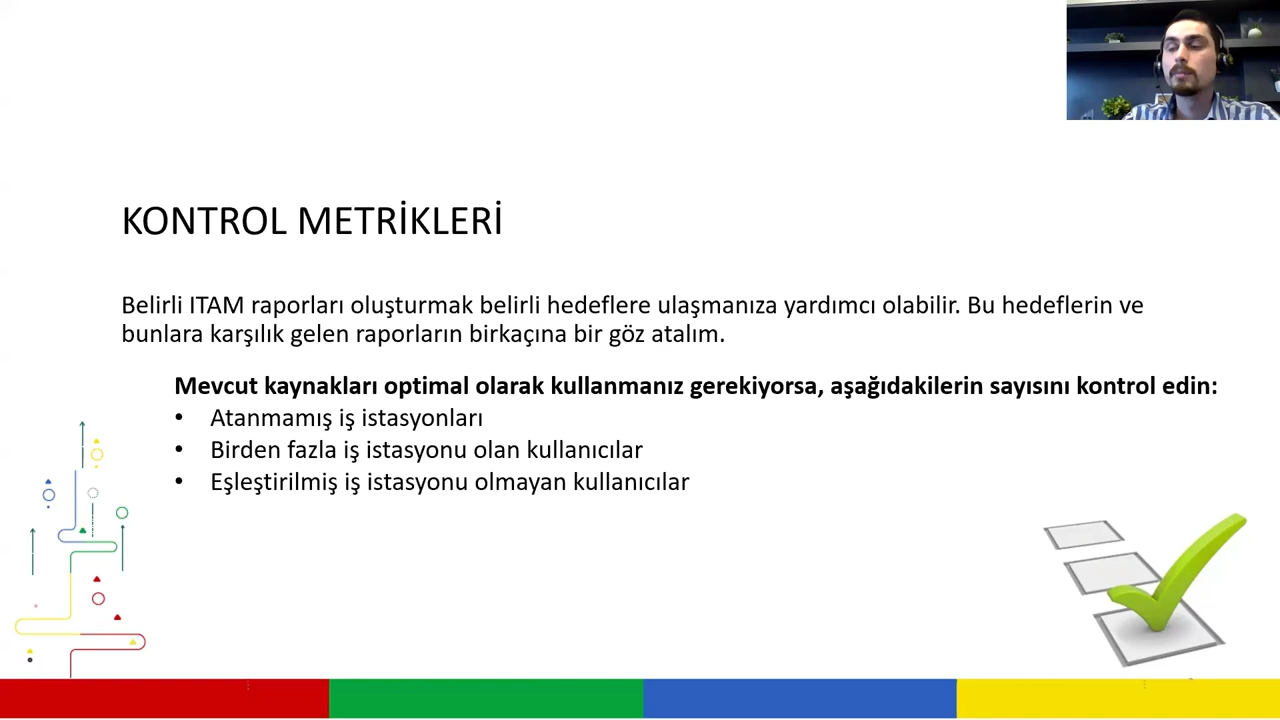 KONTROL METRİKLERİ
Belirli ITAM raporları oluşturmak belirli hedeflere ulaşmanıza yardımcı olabilir. Bu hedeflerin ve
bunlara karşılık gelen raporların birkaçına bir göz atalım.
Mevcut kaynakları optimal olarak kullanmanız gerekiyorsa, aşağıdakilerin sayısını kontrol edin:
• Atanmamış iş istasyonları
• Birden fazla iş istasyonu olan kullanıcılar
• Eşleştirilmiş iş istasyonu olmayan kullanıcılar